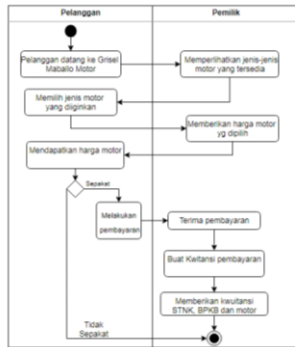 Pelanggan
Pemilik
Pelanggan datang ke Grisel
Maballo Motor
Memperlihatkan jenis-jenis
motor yang tersedia
Memilih jenis motor
yang diginkan
Memberikan harga motor
yg dipilih
Mendapatkan harga motor
Sepakat
Melakukan
pembayaran
Terima pembayaran
Buat Kwitansi pembayaran
Memberikan kwuitansi
STNK, BPKB dan motor
Tidak
Sepakat